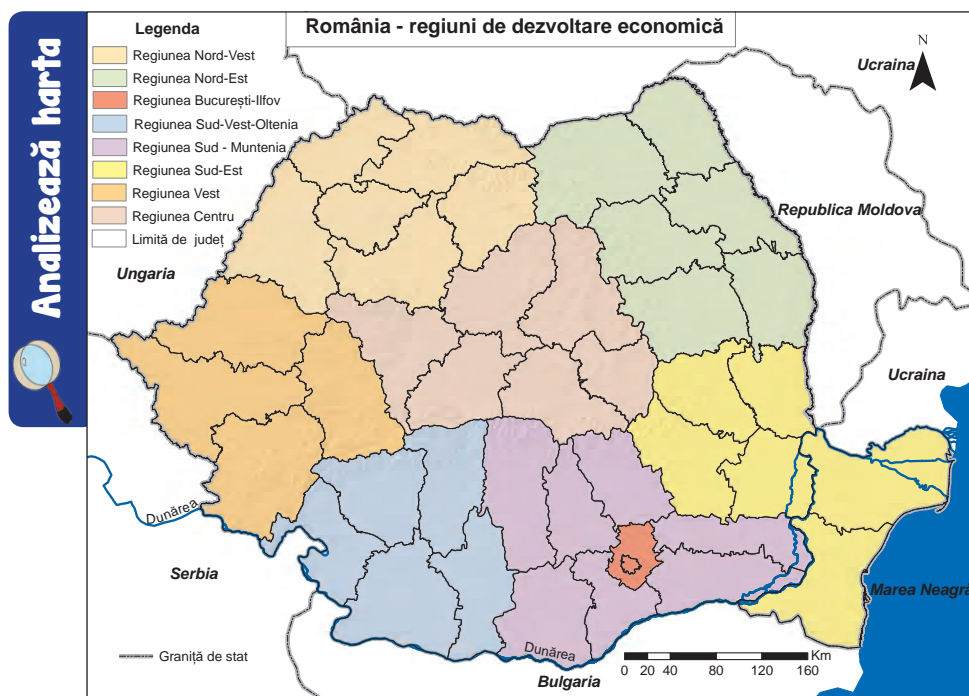 Analizează harta
România - regiuni de dezvoltare economică
Legenda
Regiunea Nord-Vest
Regiunea Nord-Est
Regiunea București-Ilfov
Regiunea Sud-Vest-Oltenia
Regiunea Sud - Muntenia
Regiunea Sud-Est
Regiunea Vest
Regiunea Centru
Limită de județ
N
Ucraina
Republica Moldova
Ungaria
Ucraina
Dunărea
Serbia
Marea Neagră
Graniță de stat
Dunărea
Bulgaria
Km
0 20 40 80 120 160